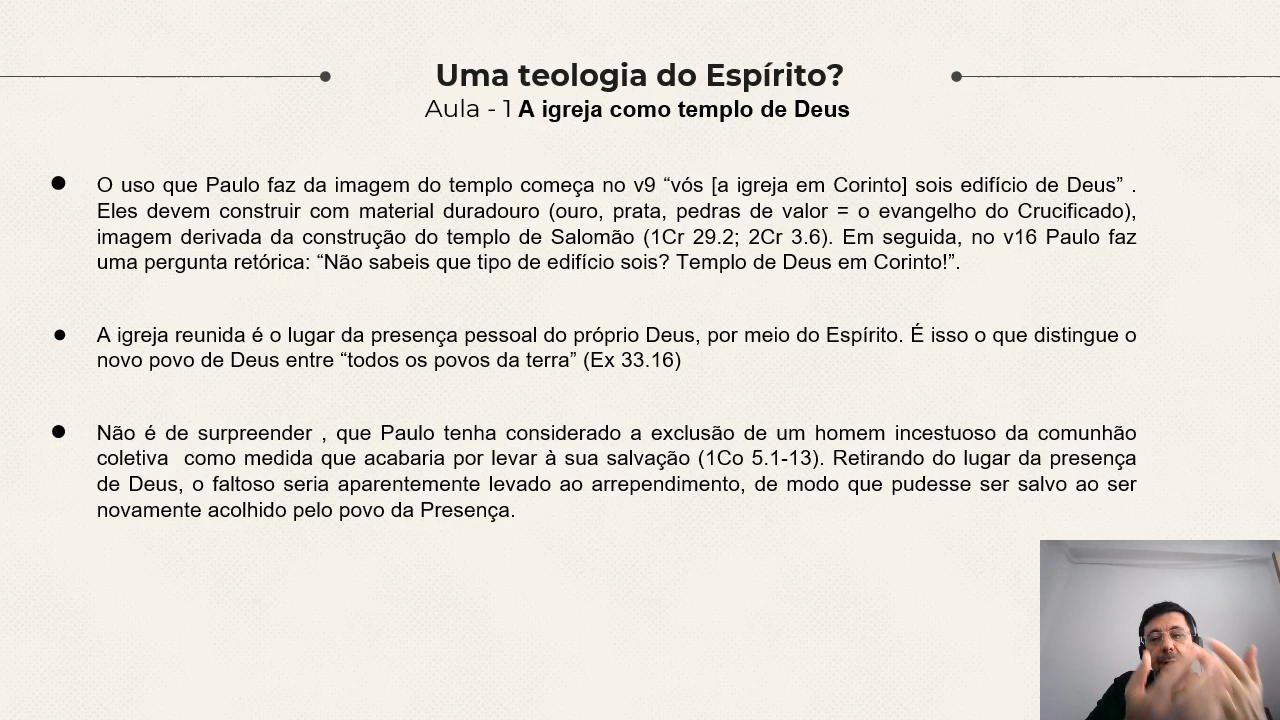 Uma teologia do Espírito?
Aula - 1 A igreja como templo de Deus
● O uso que Paulo faz da imagem do templo começa no v9 “vós [a igreja em Corinto] sois edifício de Deus” .
Eles devem construir com material duradouro (ouro, prata, pedras de valor = o evangelho do Crucificado),
imagem derivada da construção do templo de Salomão (1Cr 29.2; 2Cr 3.6). Em seguida, no v16 Paulo faz
uma pergunta retórica: “Não sabeis que tipo de edifício sois? Templo de Deus em Corinto!”.
● A igreja reunida é o lugar da presença pessoal do próprio Deus, por meio do Espírito. É isso o que distingue o
novo povo de Deus entre “todos os povos da terra” (Ex 33.16)
● Não é de surpreender , que Paulo tenha considerado a exclusão de um homem incestuoso da comunhão
coletiva  como medida que acabaria por levar à sua salvação (1Co 5.1-13). Retirando do lugar da presença
de Deus, o faltoso seria aparentemente levado ao arrependimento, de modo que pudesse ser salvo ao ser
novamente acolhido pelo povo da Presença.